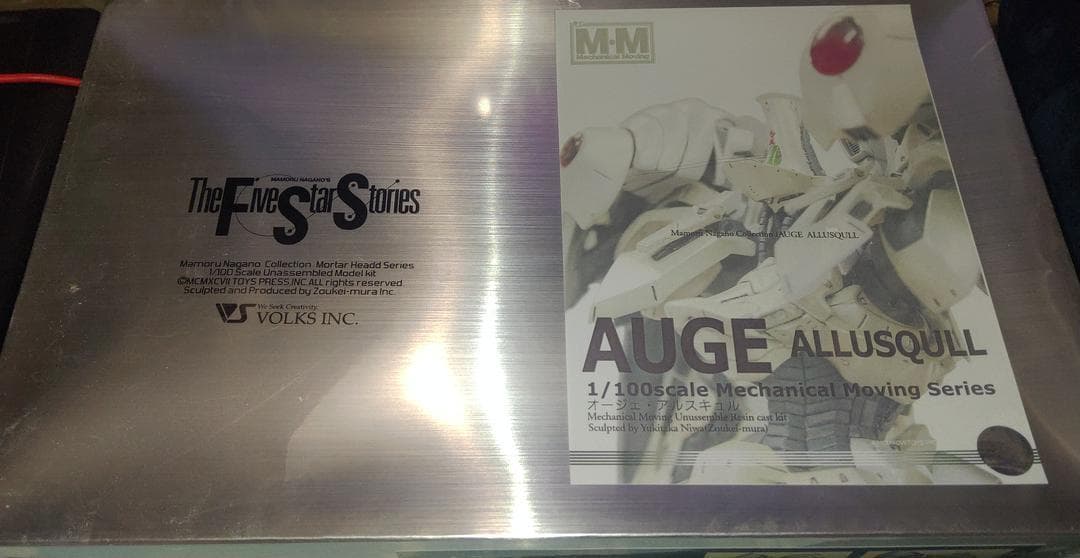 MAMORU NAGANO'S
The Five Star Stories
Mamoru Nagano Collection Mortar Headd Series
1/100 Scale Unassembled Model kit
©MCMXCVII TOYS PRESS,INC.ALL rights reserved.
Sculpted and Produced by Zoukei-mura Inc.
VS We Seek Creativity.
VOLKS INC.
M·M
Mechanical Moving
Mamoru Nagano Collection /AUGE ALLUSQULL
AUGE ALLUSQULL
1/100scale Mechanical Moving Series
オージェ・アルスキュル
Mechanical Moving Unussemble Resin cast kit
Sculpted by Yukitaka Niwa(Zoukei-mura)